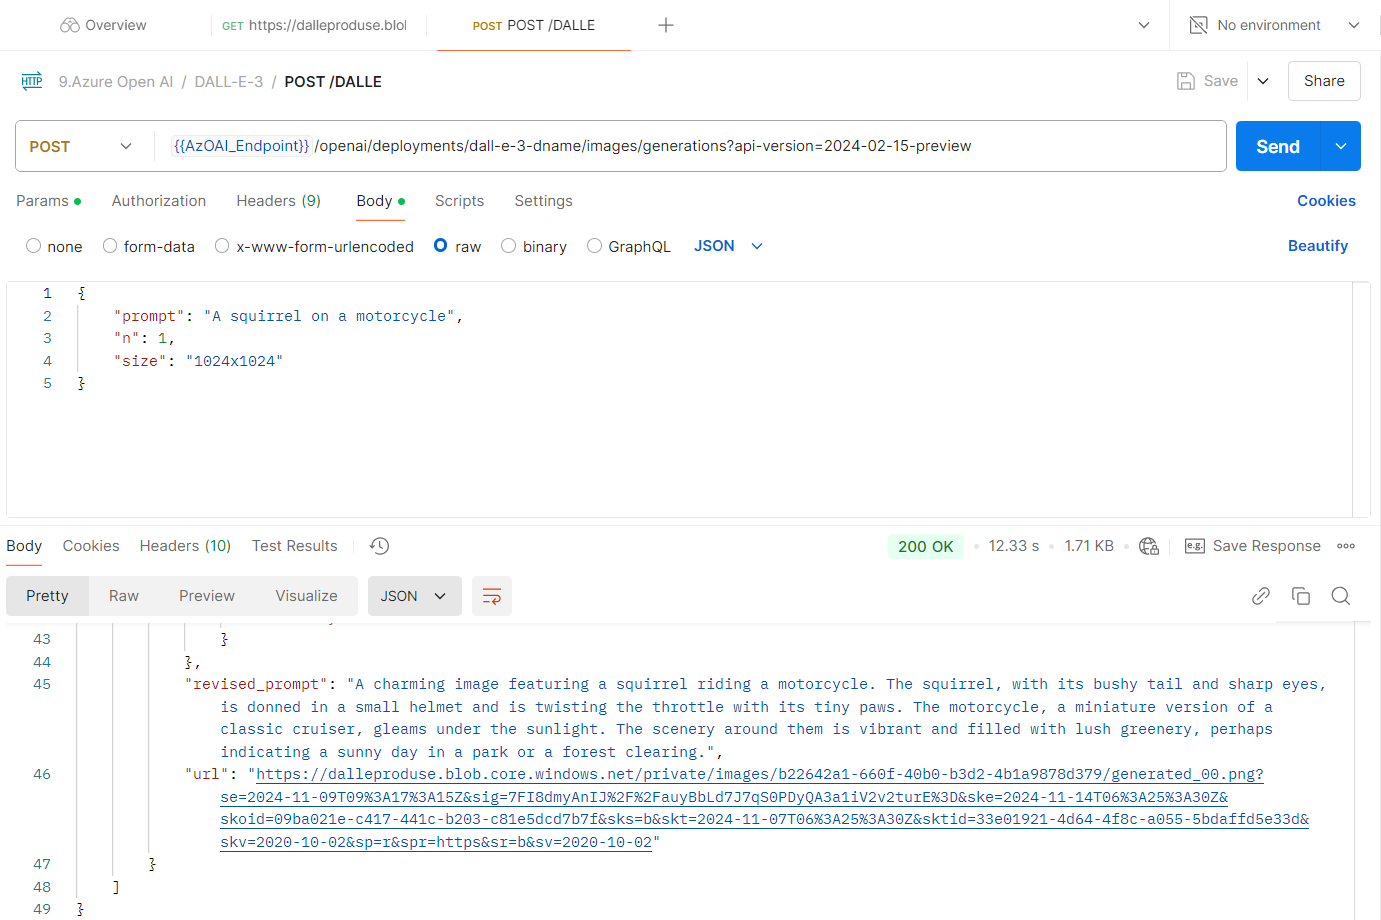 Overview
GET https://dalleproduse.blol
POST POST /DALLE
No environment
HTTP 9.Azure Open AI / DALL-E-3 / POST /DALLE
Save
Share
POST
{{AzOAI_Endpoint}} /openai/deployments/dall-e-3-dname/images/generations?api-version=2024-02-15-preview
Send
Params Authorization Headers (9) Body Scripts Settings
Cookies
none form-data x-www-form-urlencoded raw binary GraphQL JSON
Beautify
1 {
2 "prompt": "A squirrel on a motorcycle",
3 "n": 1,
4 "size": "1024x1024"
5 }
Body Cookies Headers (10) Test Results
200 OK 12.33 s 1.71 KB e.g. Save Response
Pretty Raw Preview Visualize JSON
43 }
44 },
45 "revised_prompt": "A charming image featuring a squirrel riding a motorcycle. The squirrel, with its bushy tail and sharp eyes,
is donned in a small helmet and is twisting the throttle with its tiny paws. The motorcycle, a miniature version of a
classic cruiser, gleams under the sunlight. The scenery around them is vibrant and filled with lush greenery, perhaps
indicating a sunny day in a park or a forest clearing.",
46 "url": "https://dalleproduse.blob.core.windows.net/private/images/b22642a1-660f-40b0-b3d2-4b1a9878d379/generated_00.png?
se=2024-11-09T09%3A17%3A15Z&sig=7FI8dmyAnIJ%2F%2FauyBbLd7J7qS0PDyQA3a1iV2v2turE%3D&ske=2024-11-14T06%3A25%3A30Z&
skoid=09ba021e-c417-441c-b203-c81e5dcd7b7f&sks=b&skt=2024-11-07T06%3A25%3A30Z&sktid=33e01921-4d64-4f8c-a055-5bdaffd5e33d&
skv=2020-10-02&sp=r&spr=https&sr=b&sv=2020-10-02"
47 }
48 ]
49 }